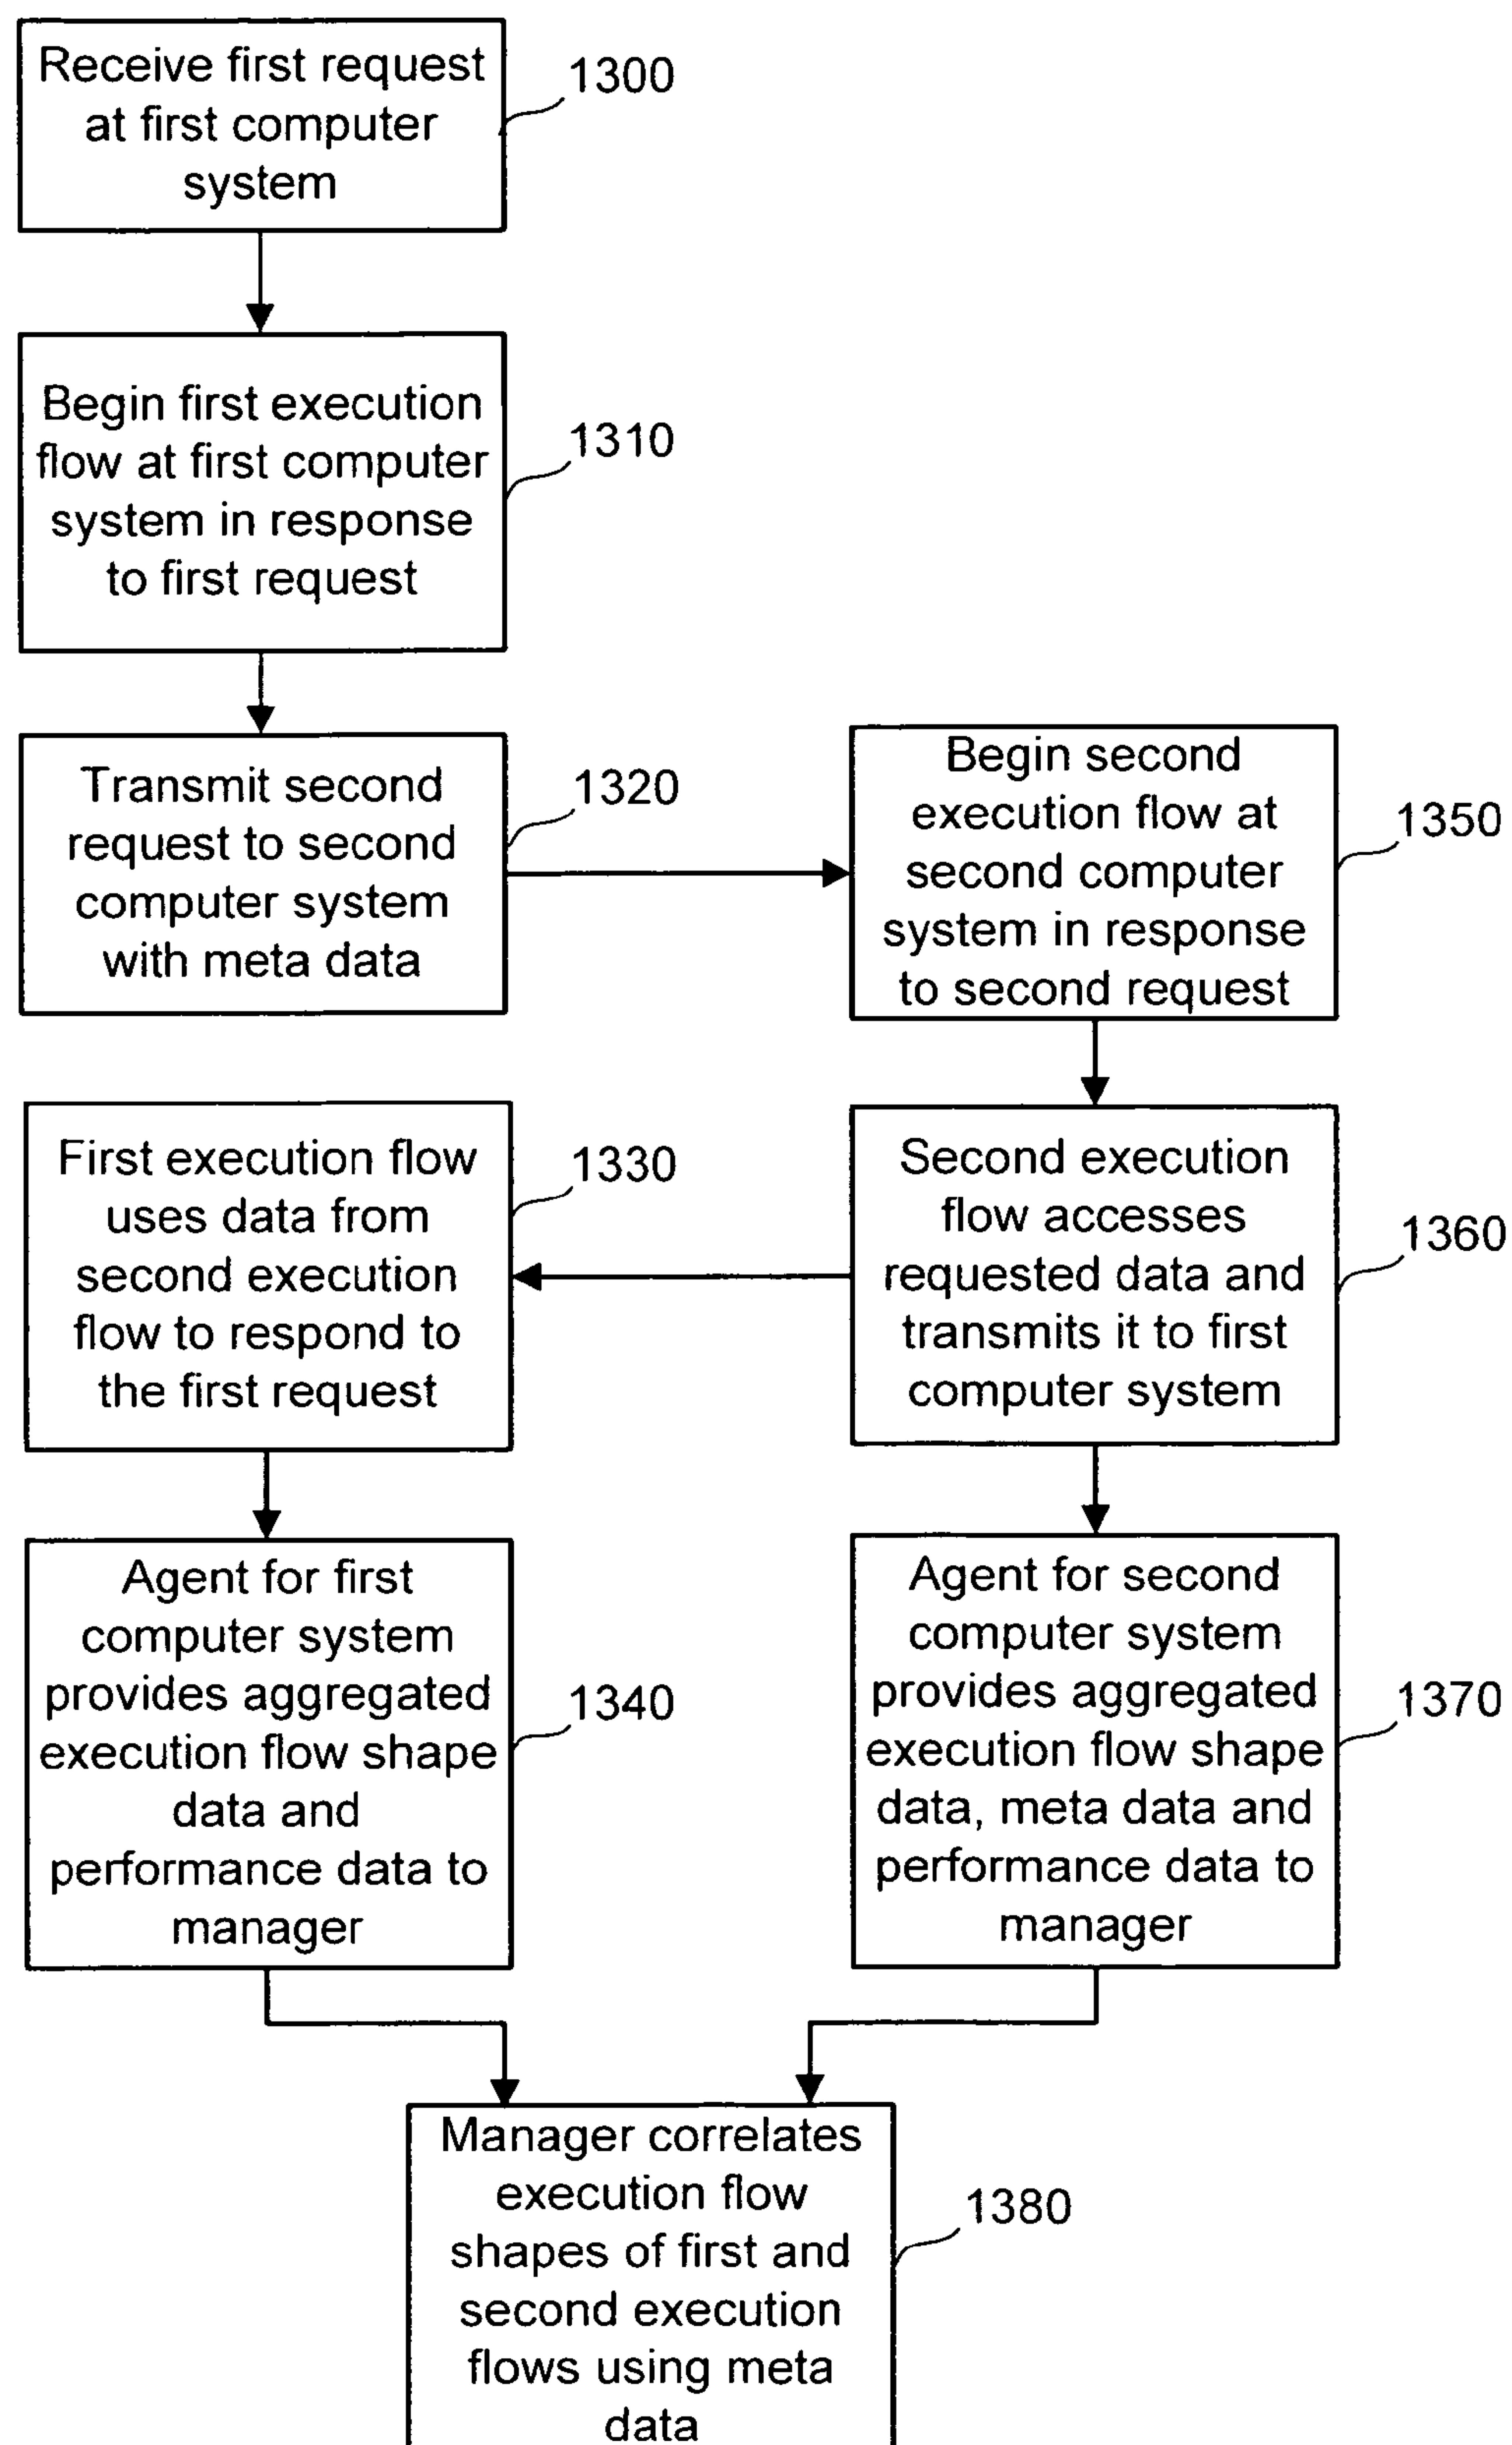 Receive first request
at first computer
system
1300
Begin first execution
flow at first computer
system in response
to first request
1310
Transmit second
request to second
computer system
with meta data
1320
Begin second
execution flow at
second computer
system in response
to second request
1350
First execution flow
uses data from
second execution
flow to respond to
the first request
1330
Second execution
flow accesses
requested data and
transmits it to first
computer system
1360
Agent for first
computer system
provides aggregated
execution flow shape
data and
performance data to
manager
1340
Agent for second
computer system
provides aggregated
execution flow shape
data, meta data and
performance data to
manager
1370
Manager correlates
execution flow
shapes of first and
second execution
flows using meta
data
1380